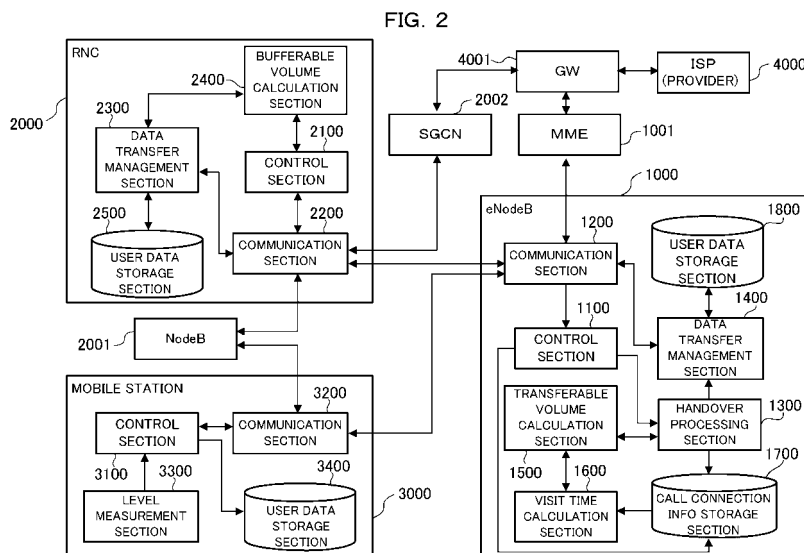 FIG. 2
RNC
2000
2400
BUFFERABLE
VOLUME
CALCULATION
SECTION
2300
DATA
TRANSFER
MANAGEMENT
SECTION
2100
CONTROL
SECTION
2500
USER DATA
STORAGE
SECTION
2200
COMMUNICATION
SECTION
4001
GW
ISP
(PROVIDER)
4000
2002
SGCN
MME
1001
1000
eNodeB
1200
COMMUNICATION
SECTION
1800
USER DATA
STORAGE
SECTION
1100
CONTROL
SECTION
1400
DATA
TRANSFER
MANAGEMENT
SECTION
TRANSFERABLE
VOLUME
CALCULATION
SECTION
1500
HANDOVER
PROCESSING
SECTION
1300
1600
VISIT TIME
CALCULATION
SECTION
1700
CALL CONNECTION
INFO STORAGE
SECTION
2001
NodeB
MOBILE STATION
3200
CONTROL
SECTION
COMMUNICATION
SECTION
3100
3300
LEVEL
MEASUREMENT
SECTION
3400
USER DATA
STORAGE
SECTION
3000